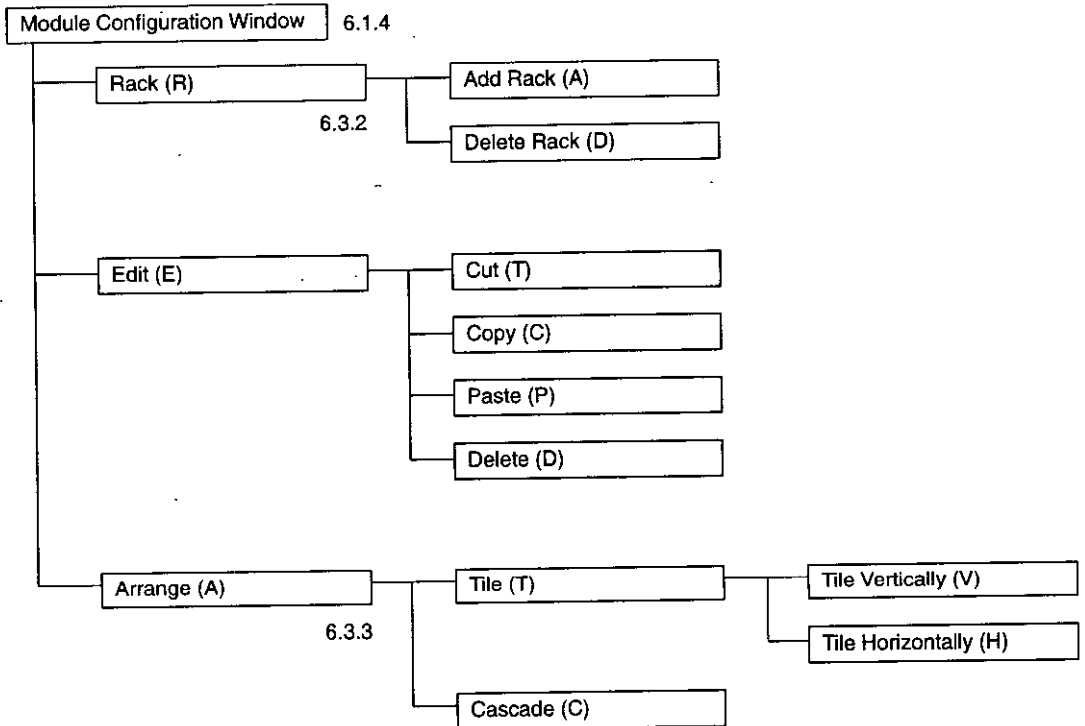 Module Configuration Window 6.1.4
Rack (R)
6.3.2
Add Rack (A)
Delete Rack (D)
Edit (E)
Cut (T)
Copy (C)
Paste (P)
Delete (D)
Arrange (A)
6.3.3
Tile (T)
Tile Vertically (V)
Tile Horizontally (H)
Cascade (C)